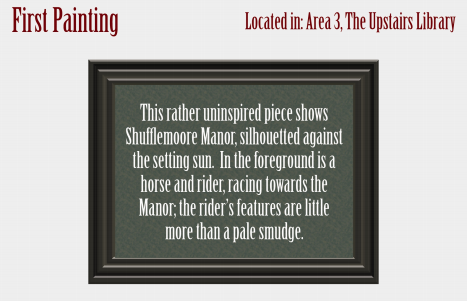 First Painting
Located in: Area 3, The Upstairs Library
This rather uninspired piece shows
Shufflemoore Manor, silhouetted against
the setting sun. In the foreground is a
horse and rider, racing towards the
Manor; the rider's features are little
more than a pale smudge.